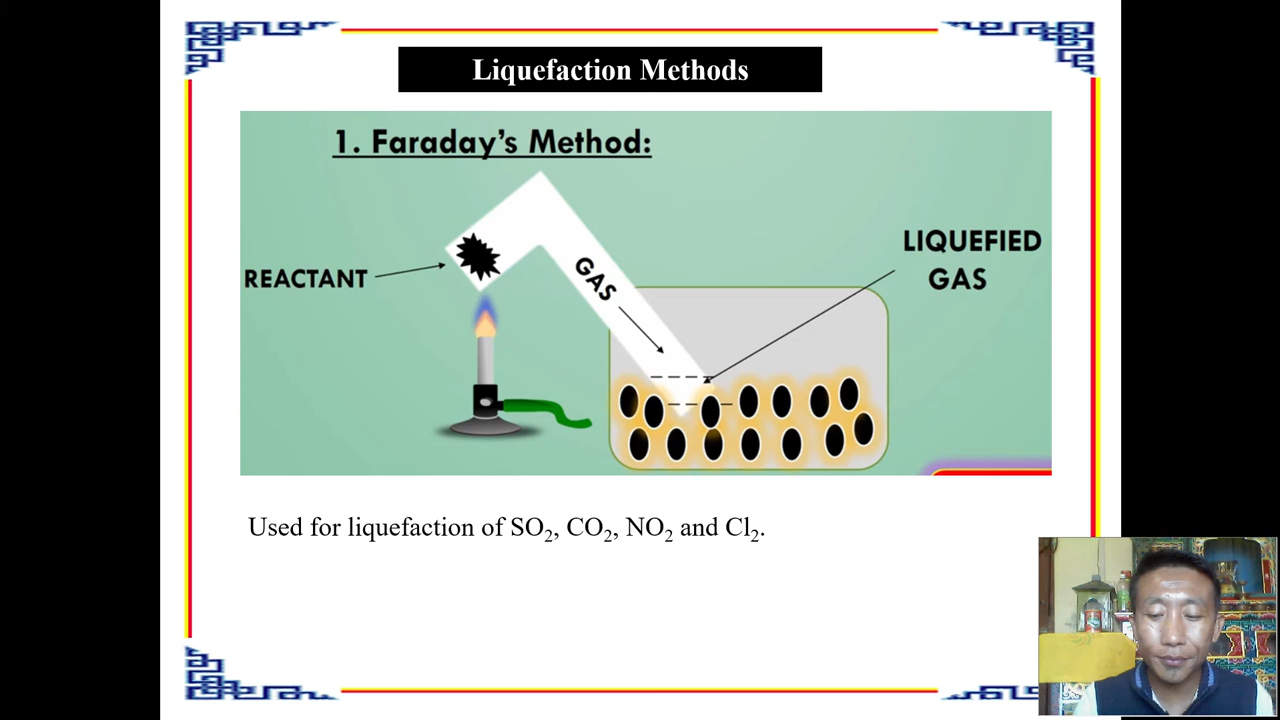 Liquefaction Methods
1. Faraday's Method:
REACTANT
GAS
LIQUEFIED
GAS
Used for liquefaction of SO₂, CO₂, NO₂ and Cl₂.